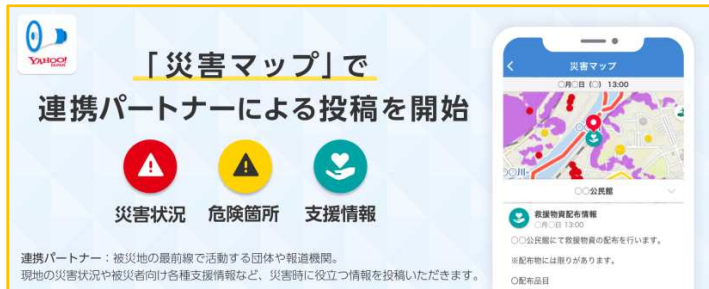 YAHOO!
JAPAN
「災害マップ」で
連携パートナーによる投稿を開始
災害状況
危険箇所
支援情報
連携パートナー：被災地の最前線で活動する団体や報道機関。
現地の災害状況や被災者向け各種支援情報など、災害時に役立つ情報を投稿いただきます。
災害マップ
○月○日（○）13:00
○○川
○○公民館
救援物資配布情報
○月○日 13:00
○○公民館にて救援物資の配布を行います。
※配布物には限りがあります。
○配布品目